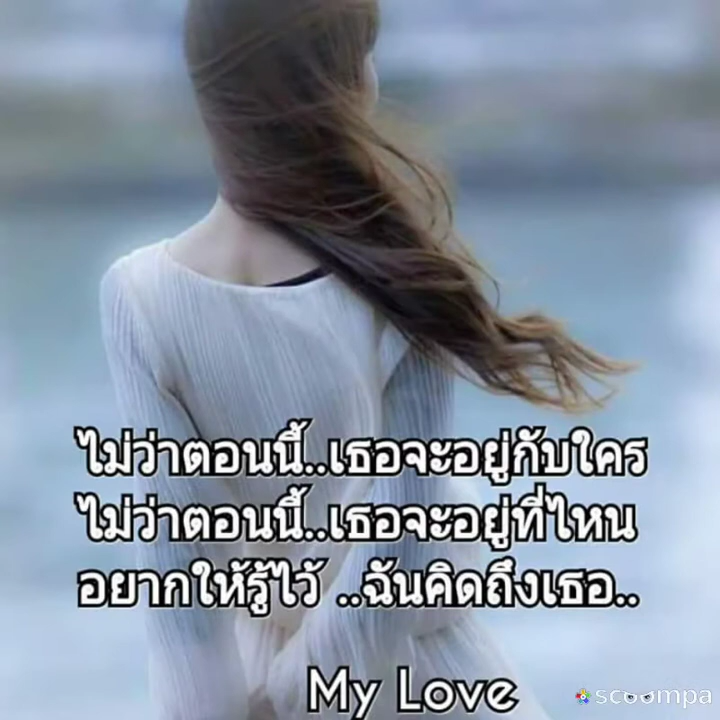 ไม่ว่าตอนนี้..เธอจะอยู่กับใคร
ไม่ว่าตอนนี้..เธอจะอยู่ที่ไหน
อยากให้รู้ไว้ ..ฉันคิดถึงเธอ..
My Love
scoompa